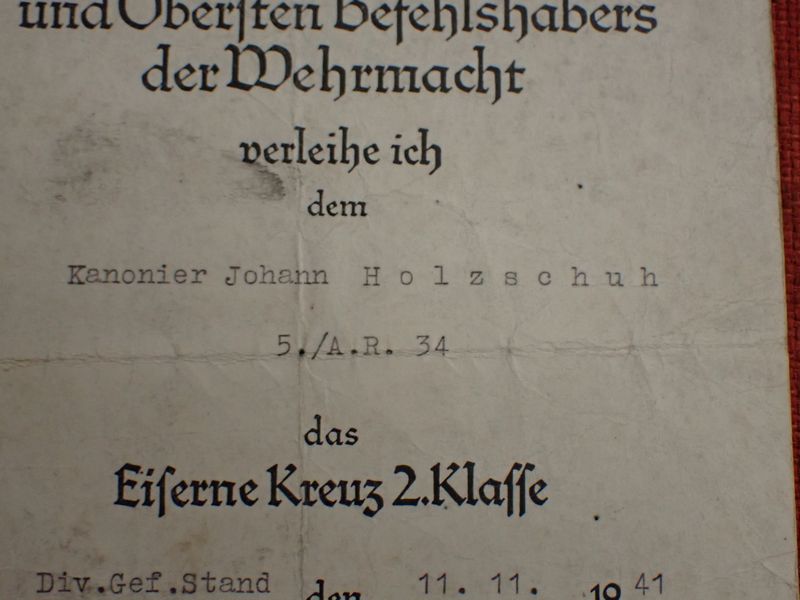 und Obersten Befehlshabers
der Wehrmacht
verleihe ich
dem
Kanonier Johann H o l z s c h u h
5./A.R. 34
das
Eiserne Kreuz 2.Klasse
Div.Gef.Stand den 11. 11. 1941